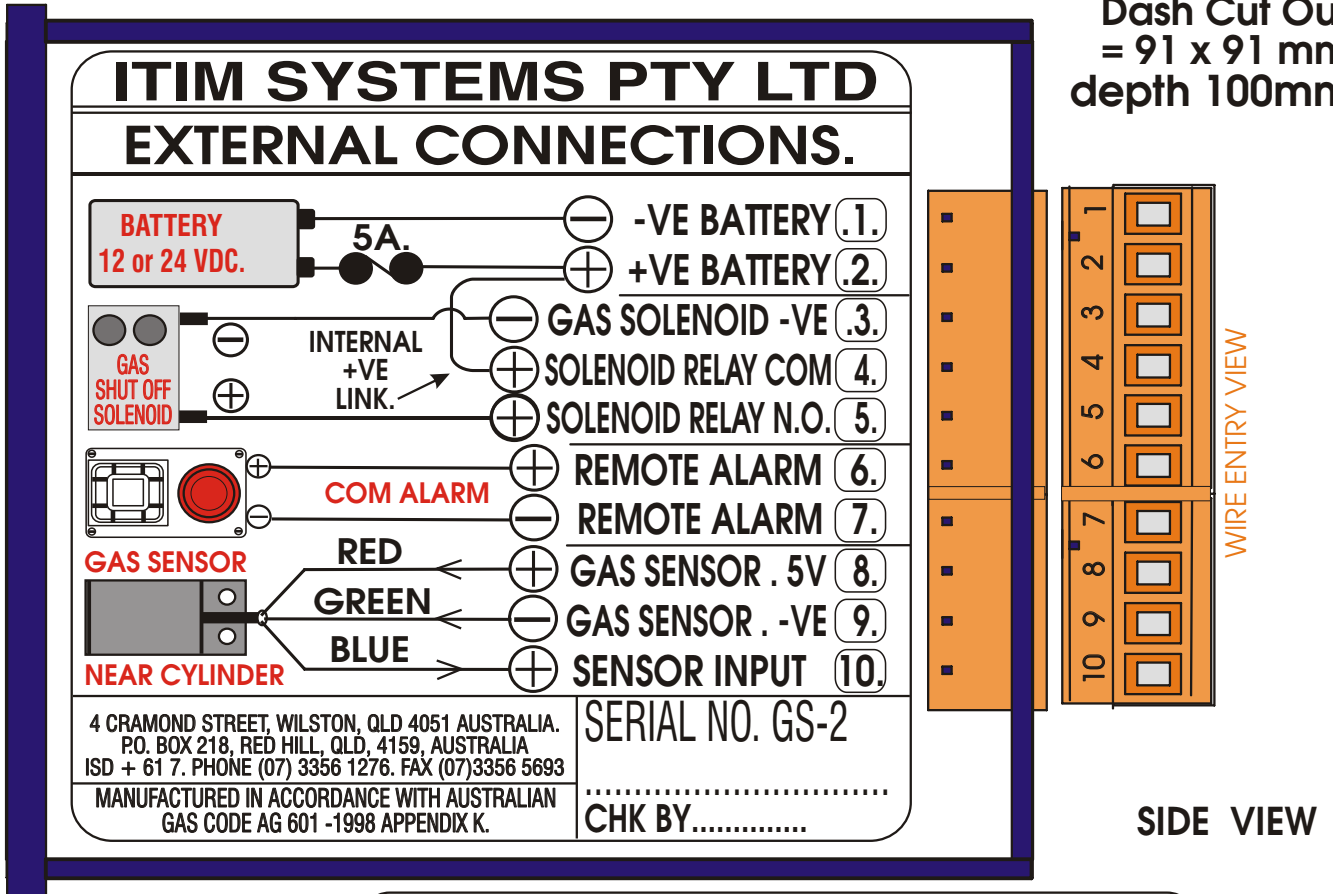 Dash Cut Ou
= 91 x 91 mm
depth 100mm
ITIM SYSTEMS PTY LTD
EXTERNAL CONNECTIONS.
BATTERY
12 or 24 VDC.
5A.
-VE BATTERY .1.
+VE BATTERY .2.
GAS SOLENOID -VE .3.
SOLENOID RELAY COM 4.
SOLENOID RELAY N.O. 5.
GAS
SHUT OFF
SOLENOID
INTERNAL
+VE
LINK.
REMOTE ALARM 6.
REMOTE ALARM 7.
COM ALARM
GAS SENSOR
NEAR CYLINDER
RED
GREEN
BLUE
GAS SENSOR . 5V 8.
GAS SENSOR . -VE 9.
SENSOR INPUT 10.
4 CRAMOND STREET, WILSTON, QLD 4051 AUSTRALIA.
P.O. BOX 218, RED HILL, QLD, 4159, AUSTRALIA
ISD + 61 7. PHONE (07) 3356 1276. FAX (07)3356 5693
MANUFACTURED IN ACCORDANCE WITH AUSTRALIAN
GAS CODE AG 601 -1998 APPENDIX K.
SERIAL NO. GS-2
..............................
CHK BY..............
1
2
3
4
5
6
7
8
9
10
WIRE ENTRY VIEW
SIDE VIEW